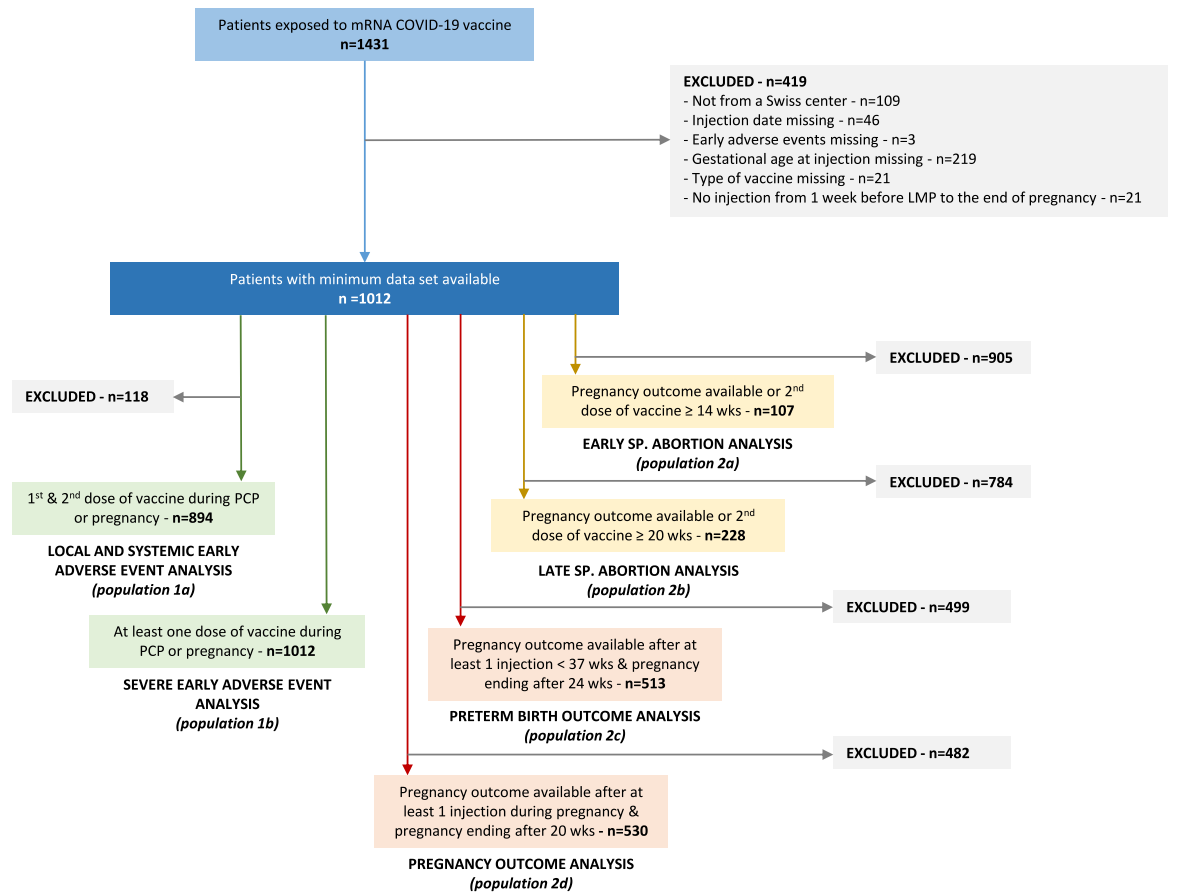 Patients exposed to mRNA COVID-19 vaccine
n=1431
EXCLUDED - n=419
- Not from a Swiss center - n=109
- Injection date missing - n=46
- Early adverse events missing - n=3
- Gestational age at injection missing - n=219
- Type of vaccine missing - n=21
- No injection from 1 week before LMP to the end of pregnancy - n=21
Patients with minimum data set available
n =1012
EXCLUDED - n=905
EXCLUDED - n=118
Pregnancy outcome available or 2nd
dose of vaccine ≥ 14 wks - n=107
EARLY SP. ABORTION ANALYSIS
(population 2a)
EXCLUDED - n=784
1st & 2nd dose of vaccine during PCP
or pregnancy - n=894
LOCAL AND SYSTEMIC EARLY
ADVERSE EVENT ANALYSIS
(population 1a)
Pregnancy outcome available or 2nd
dose of vaccine ≥ 20 wks - n=228
LATE SP. ABORTION ANALYSIS
(population 2b)
EXCLUDED - n=499
At least one dose of vaccine during
PCP or pregnancy - n=1012
SEVERE EARLY ADVERSE EVENT
ANALYSIS
(population 1b)
Pregnancy outcome available after at
least 1 injection < 37 wks & pregnancy
ending after 24 wks - n=513
PRETERM BIRTH OUTCOME ANALYSIS
(population 2c)
EXCLUDED - n=482
Pregnancy outcome available after at
least 1 injection during pregnancy &
pregnancy ending after 20 wks - n=530
PREGNANCY OUTCOME ANALYSIS
(population 2d)